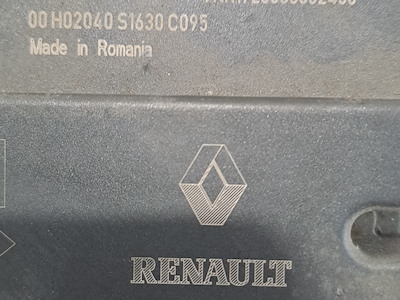 00 H02040 S1630 C095
Made in Romania
RENAULT